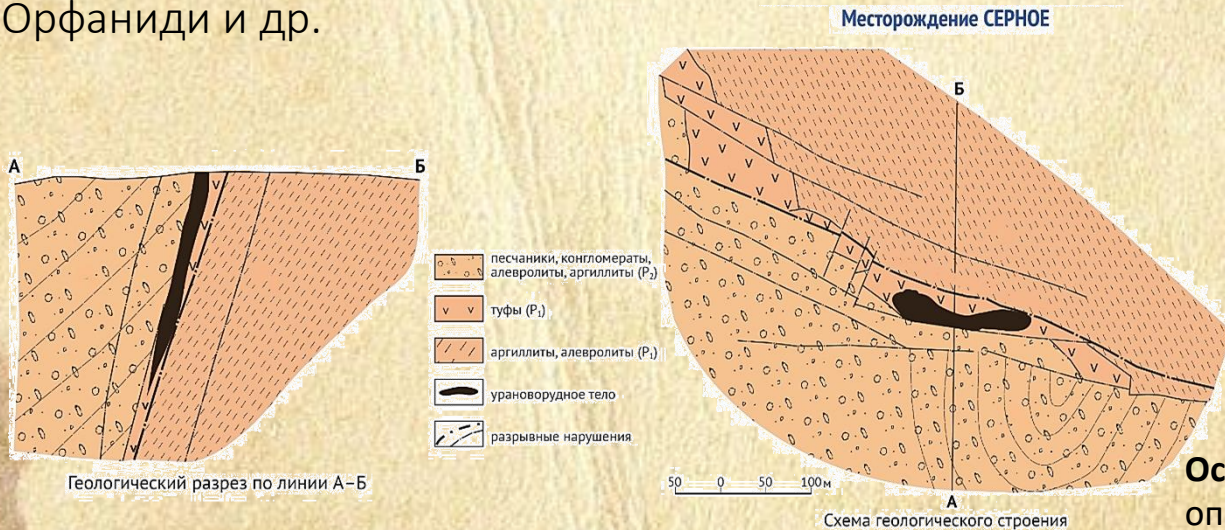 Орфаниди и др.
Месторождение СЕРНОЕ
А
Б
Б
песчаники, конгломераты,
алевролиты, аргиллиты (P₂)
туфы (P₁)
аргиллиты, алевролиты (P₁)
урановорудное тело
разрывные нарушения
Геологический разрез по линии А–Б
50 0 50 100 м
А
Схема геологического строения
Ос
оп